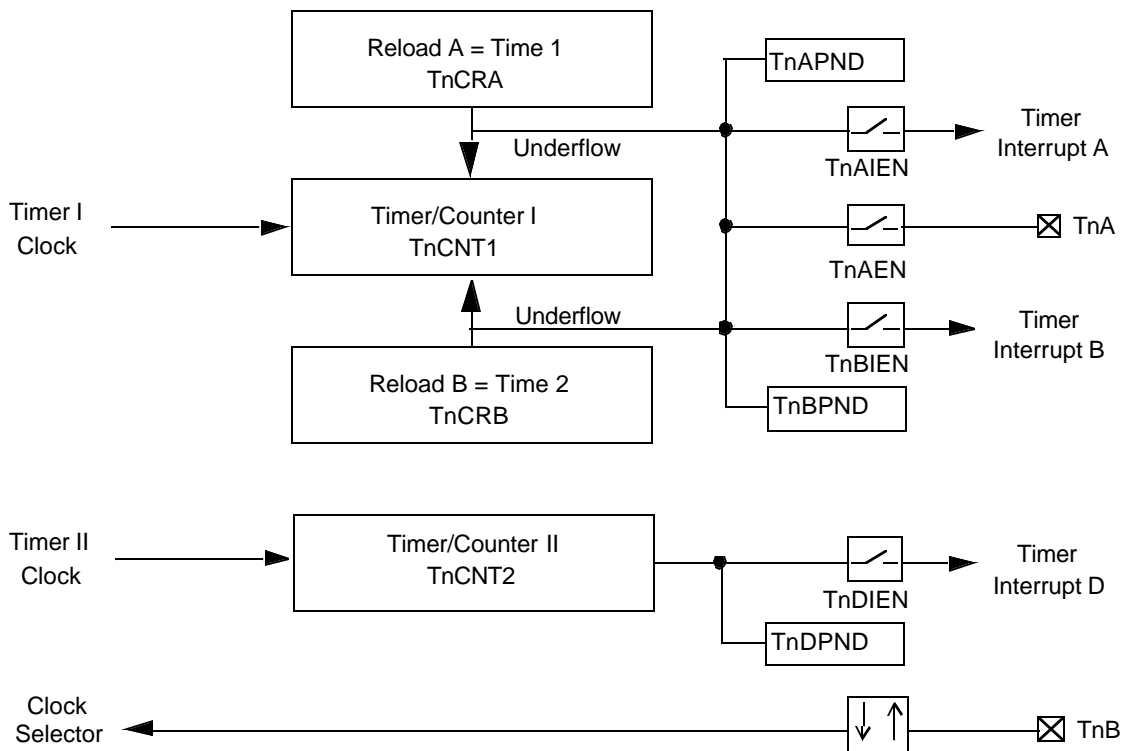 Reload A = Time 1
TnCRA
TnAPND
Underflow
TnAIEN
Timer
Interrupt A
Timer I
Clock
Timer/Counter I
TnCNT1
TnAEN
TnA
Underflow
TnBIEN
Timer
Interrupt B
Reload B = Time 2
TnCRB
TnBPND
Timer II
Clock
Timer/Counter II
TnCNT2
TnDIEN
Timer
Interrupt D
TnDPND
Clock
Selector
TnB